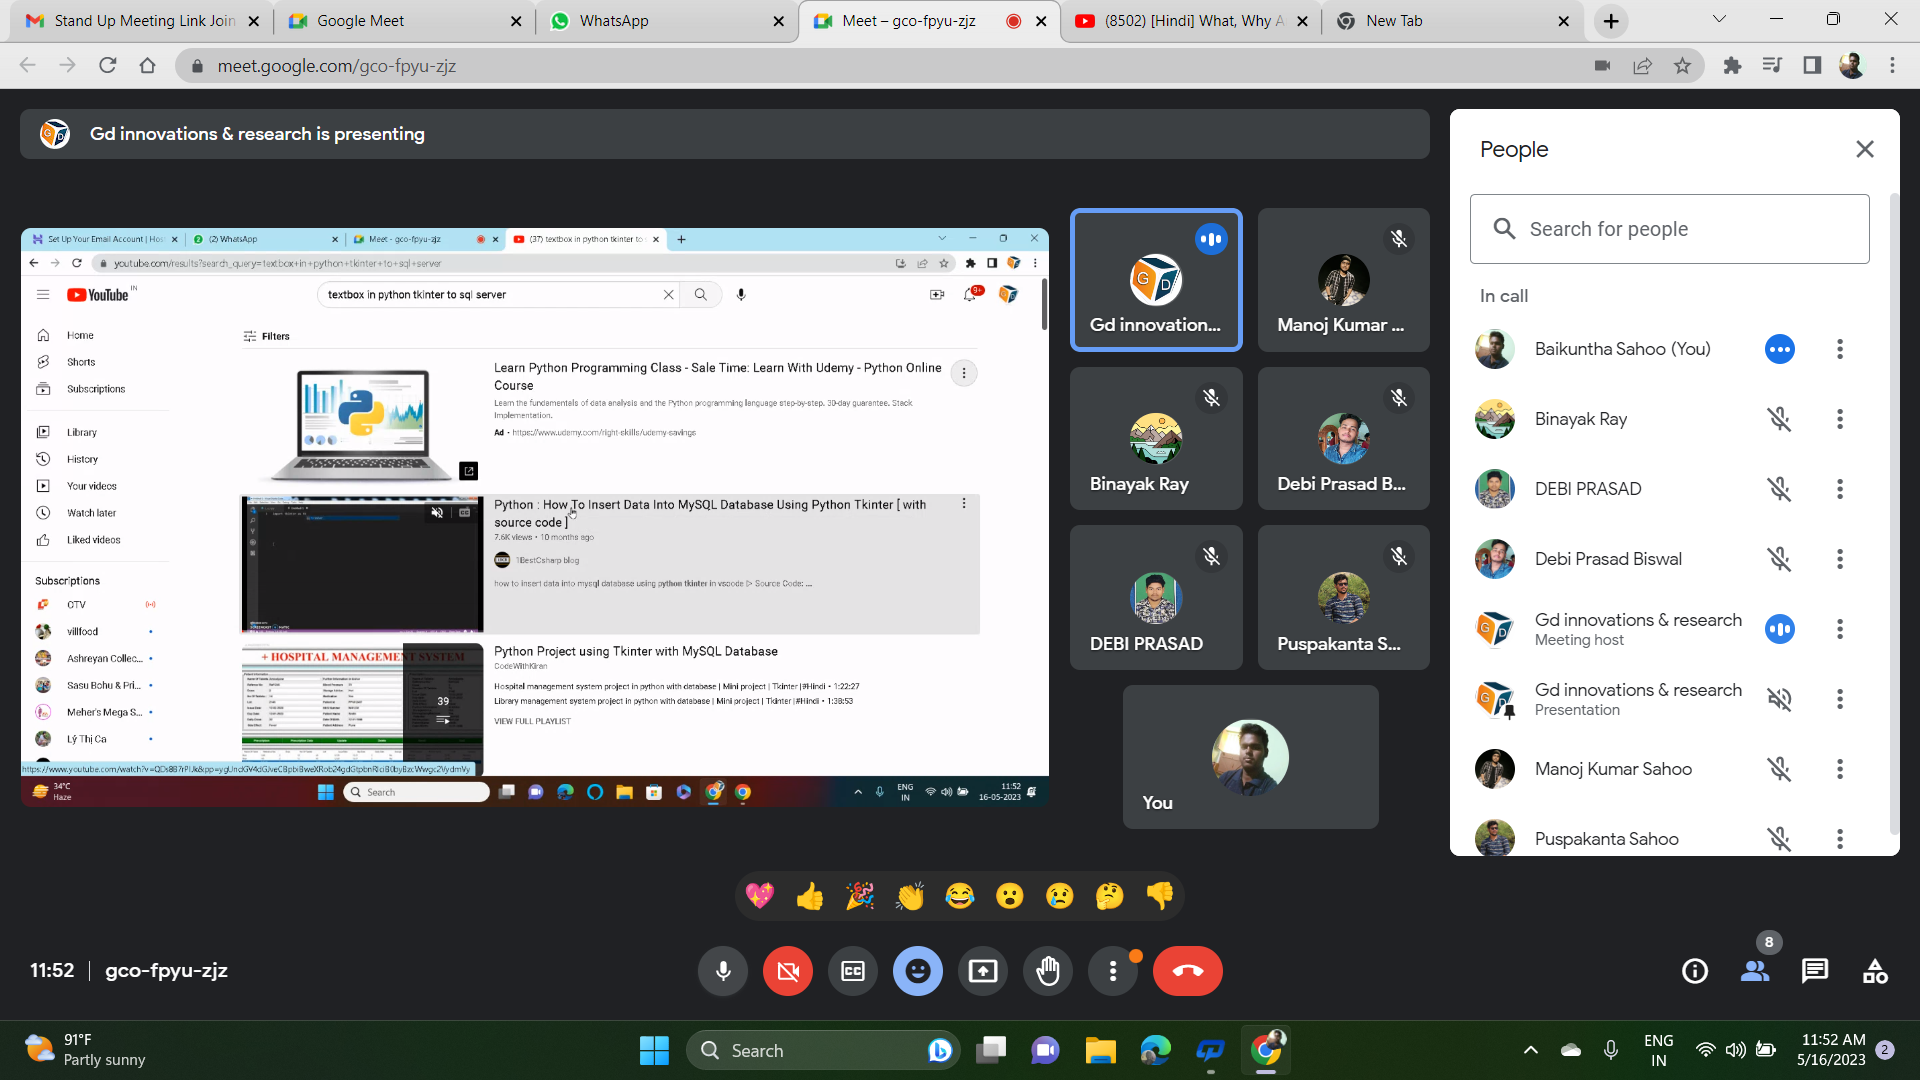 Stand Up Meeting Link Join
Google Meet
WhatsApp
Meet – gco-fpyu-zjz
(8502) [Hindi] What, Why A
New Tab
meet.google.com/gco-fpyu-zjz
Gd innovations & research is presenting
Set Up Your Email Account | Hos
(2) WhatsApp
Meet - gco-fpyu-zjz
(37) textbox in python tkinter to
youtube.com/results?search_query=textbox+in+python+tkinter+to+sql+server
YouTube IN
textbox in python tkinter to sql server
9+
Home
Shorts
Subscriptions
Library
History
Your videos
Watch later
Liked videos
Subscriptions
OTV
villfood
Ashreyan Collec...
Sasu Bohu & Pri...
Meher's Mega S...
Lý Thị Ca
Filters
Learn Python Programming Class - Sale Time: Learn With Udemy - Python Online
Course
Learn the fundamentals of data analysis and the Python programming language step-by-step. 30-day guarantee. Stack
Implementation.
Ad • https://www.udemy.com/right-skills/udemy-savings
Python : How To Insert Data Into MySQL Database Using Python Tkinter [ with
source code ]
7.6K views • 10 months ago
1BestCsharp blog
how to insert data into mysql database using python tkinter in vscode ▷ Source Code: ...
+ HOSPITAL MANAGEMENT SYSTEM
39
Python Project using Tkinter with MySQL Database
CodeWithKiran
Hospital management system project in python with database | Mini project | Tkinter |#Hindi • 1:22:27
Library management system project in python with database | Mini project | Tkinter |#Hindi • 1:38:53
VIEW FULL PLAYLIST
34°C
Haze
Search
ENG
IN
11:52
16-05-2023
Gd innovation...
Manoj Kumar ...
Binayak Ray
Debi Prasad B...
DEBI PRASAD
Puspakanta S...
You
People
Search for people
In call
Baikuntha Sahoo (You)
Binayak Ray
DEBI PRASAD
Debi Prasad Biswal
Gd innovations & research
Meeting host
Gd innovations & research
Presentation
Manoj Kumar Sahoo
Puspakanta Sahoo
11:52
gco-fpyu-zjz
8
91°F
Partly sunny
Search
ENG
IN
11:52 AM
5/16/2023
2